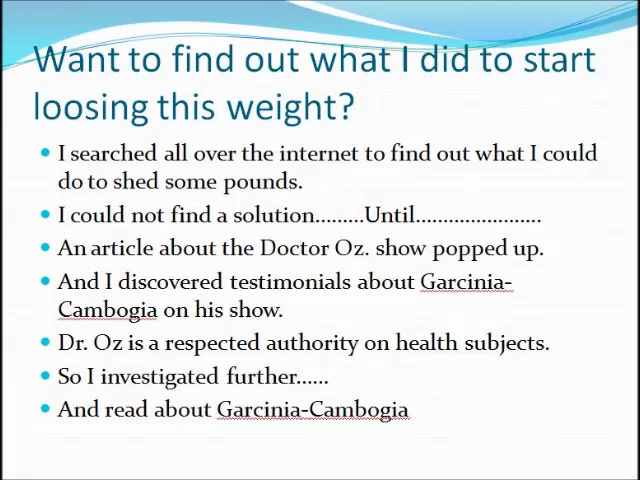 Want to find out what I did to start
loosing this weight?
• I searched all over the internet to find out what I could
do to shed some pounds.
• I could not find a solution.........Until.......................
• An article about the Doctor Oz. show popped up.
• And I discovered testimonials about Garcinia-
Cambogia on his show.
• Dr. Oz is a respected authority on health subjects.
• So I investigated further......
• And read about Garcinia-Cambogia